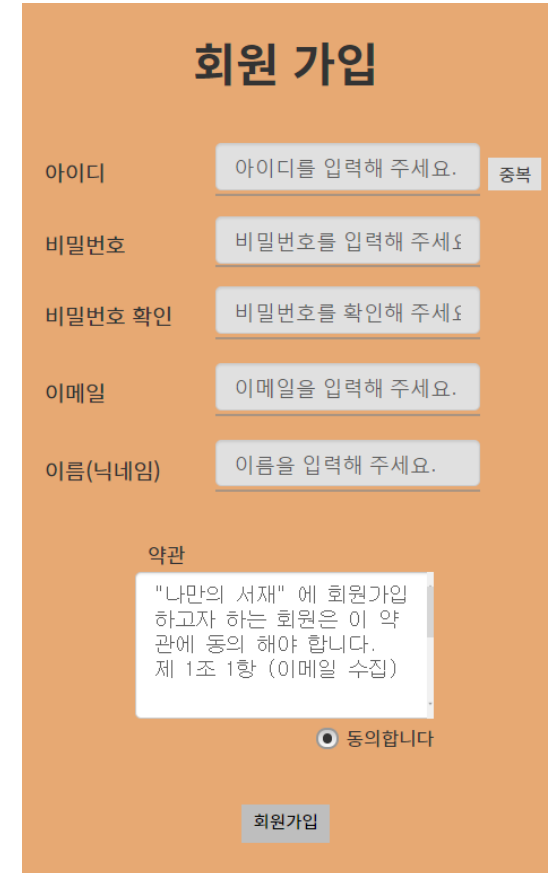 회원 가입
아이디 아이디를 입력해 주세요. 중복
비밀번호 비밀번호를 입력해 주세요
비밀번호 확인 비밀번호를 확인해 주세요
이메일 이메일을 입력해 주세요.
이름(닉네임) 이름을 입력해 주세요.
약관
"나만의 서재" 에 회원가입
하고자 하는 회원은 이 약
관에 동의 해야 합니다.
제 1조 1항 (이메일 수집)
동의합니다
회원가입